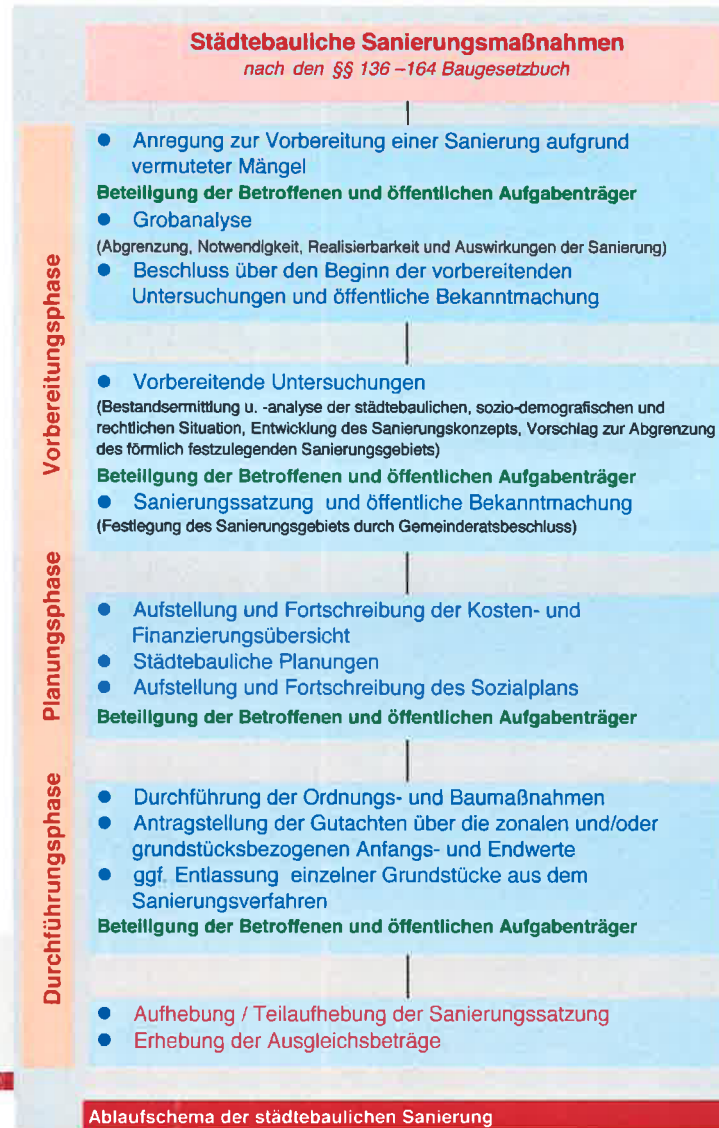 Städtebauliche Sanierungsmaßnahmen
nach den §§ 136 –164 Baugesetzbuch
Vorbereitungsphase
● Anregung zur Vorbereitung einer Sanierung aufgrund
vermuteter Mängel
Beteiligung der Betroffenen und öffentlichen Aufgabenträger
● Grobanalyse
(Abgrenzung, Notwendigkeit, Realisierbarkeit und Auswirkungen der Sanierung)
● Beschluss über den Beginn der vorbereitenden
Untersuchungen und öffentliche Bekanntmachung
● Vorbereitende Untersuchungen
(Bestandsermittlung u. -analyse der städtebaulichen, sozio-demografischen und
rechtlichen Situation, Entwicklung des Sanierungskonzepts, Vorschlag zur Abgrenzung
des förmlich festzulegenden Sanierungsgebiets)
Beteiligung der Betroffenen und öffentlichen Aufgabenträger
● Sanierungssatzung und öffentliche Bekanntmachung
(Festlegung des Sanierungsgebiets durch Gemeinderatsbeschluss)
Planungsphase
● Aufstellung und Fortschreibung der Kosten- und
Finanzierungsübersicht
● Städtebauliche Planungen
● Aufstellung und Fortschreibung des Sozialplans
Beteiligung der Betroffenen und öffentlichen Aufgabenträger
Durchführungsphase
● Durchführung der Ordnungs- und Baumaßnahmen
● Antragstellung der Gutachten über die zonalen und/oder
grundstücksbezogenen Anfangs- und Endwerte
● ggf. Entlassung einzelner Grundstücke aus dem
Sanierungsverfahren
Beteiligung der Betroffenen und öffentlichen Aufgabenträger
● Aufhebung / Teilaufhebung der Sanierungssatzung
● Erhebung der Ausgleichsbeträge
Ablaufschema der städtebaulichen Sanierung